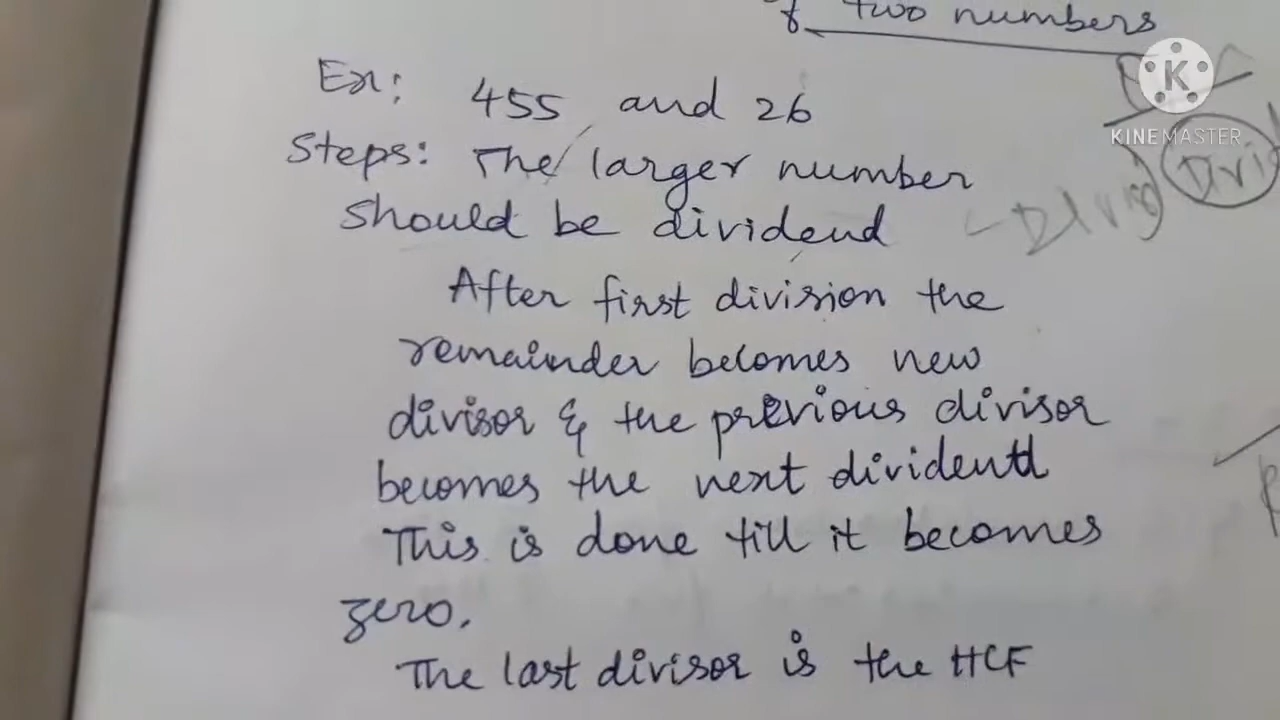 of two numbers
Ex: 455 and 26
Steps: The larger number
should be dividend
After first division the
remainder becomes new
divisor & the previous divisor
becomes the next dividend
This is done till it becomes
zero.
The last divisor is the HCF
KINEMASTER